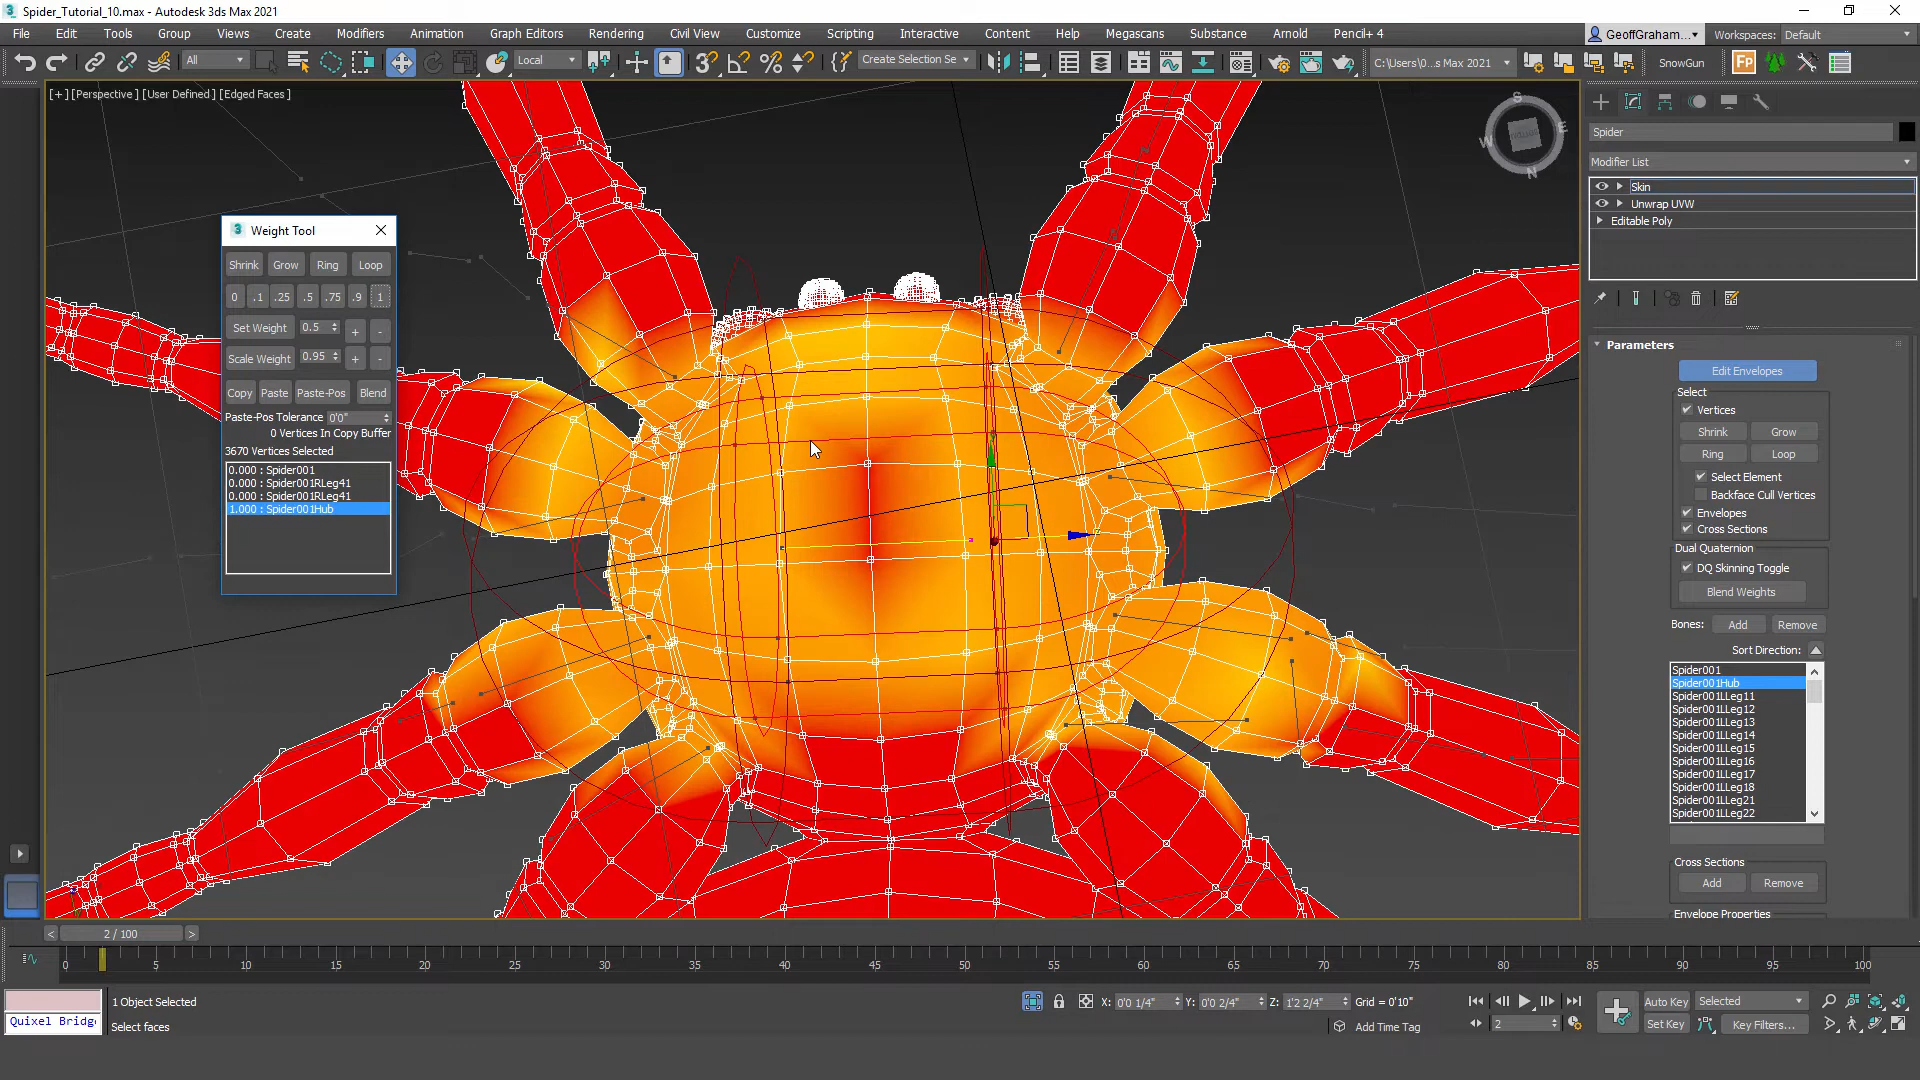 Spider_Tutorial_10.max - Autodesk 3ds Max 2021
File Edit Tools Group Views Create Modifiers Animation Graph Editors Rendering Civil View Customize Scripting Interactive Content Help Megascans Substance Arnold Pencil+ 4
GeoffGraham... Workspaces: Default
All Local Create Selection Se C:\Users\0...s Max 2021 SnowGun
[+] [Perspective] [User Defined] [Edged Faces]
S
W E
N
Weight Tool
Shrink Grow Ring Loop
0 .1 .25 .5 .75 .9 1
Set Weight 0.5 + -
Scale Weight 0.95 + -
Copy Paste Paste-Pos Blend
Paste-Pos Tolerance 0'0"
0 Vertices In Copy Buffer
3670 Vertices Selected
0.000 : Spider001
0.000 : Spider001RLeg41
0.000 : Spider001RLeg41
1.000 : Spider001Hub
Spider
Modifier List
Skin
Unwrap UVW
Editable Poly
Parameters
Edit Envelopes
Select
Vertices
Shrink Grow
Ring Loop
Select Element
Backface Cull Vertices
Envelopes
Cross Sections
Dual Quaternion
DQ Skinning Toggle
Blend Weights
Bones: Add Remove
Sort Direction:
Spider001
Spider001Hub
Spider001LLeg11
Spider001LLeg12
Spider001LLeg13
Spider001LLeg14
Spider001LLeg15
Spider001LLeg16
Spider001LLeg17
Spider001LLeg18
Spider001LLeg21
Spider001LLeg22
Cross Sections
Add Remove
Envelope Properties
< 2 / 100 >
0 5 10 15 20 25 30 35 40 45 50 55 60 65 70 75 80 85 90 95 100
1 Object Selected X: 0'0 1/4" Y: 0'0 2/4" Z: 1'2 2/4" Grid = 0'10" Auto Key Selected
Quixel Bridg Select faces Add Time Tag 2 Set Key Key Filters...